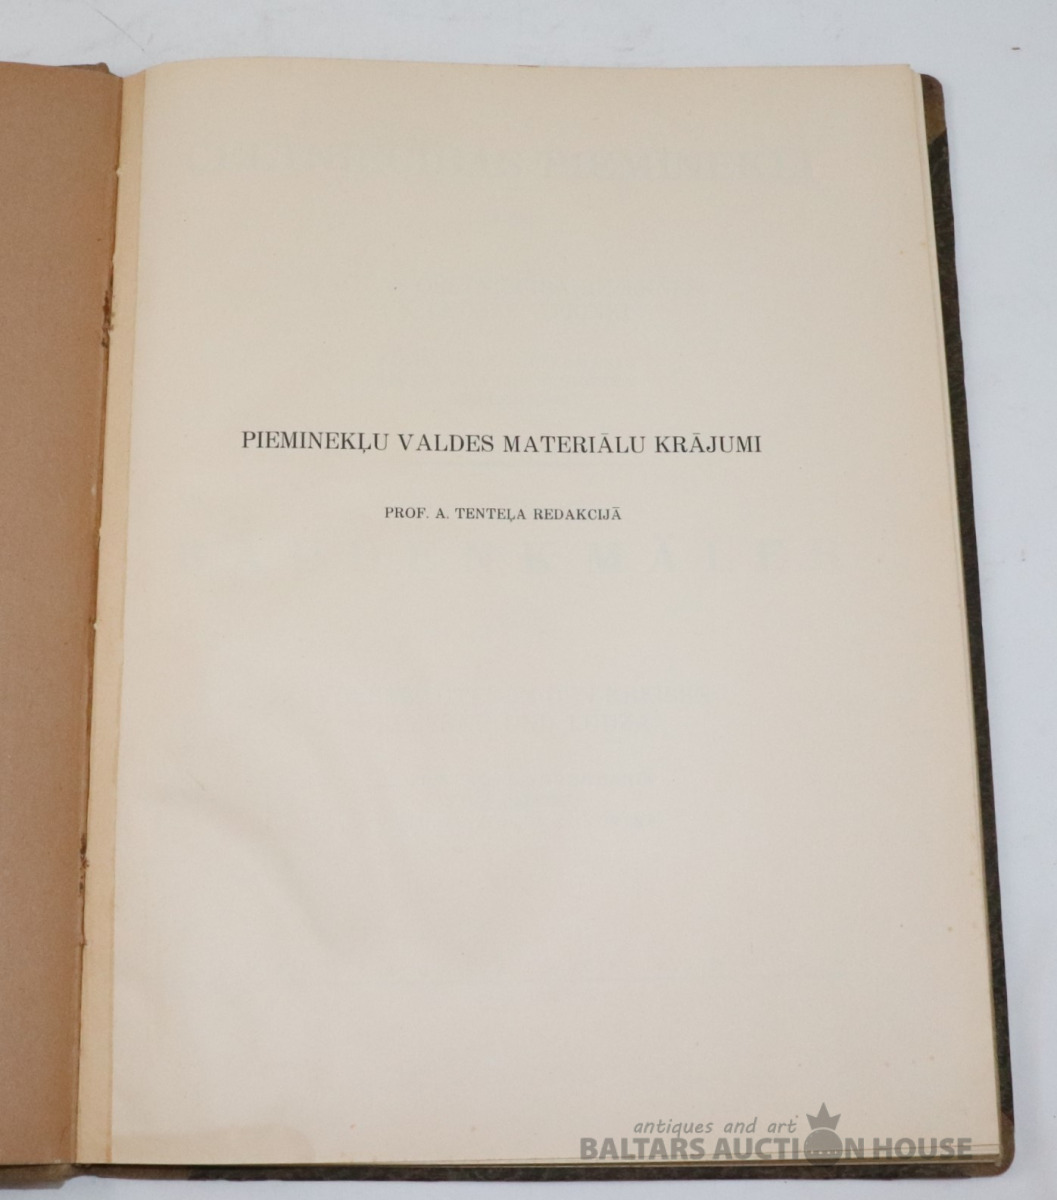 PIEMINEKĻU VALDES MATERIĀLU KRĀJUMI
PROF. A. TENTEĻA REDAKCIJĀ
antiques and art
BALTARS AUCTION HOUSE